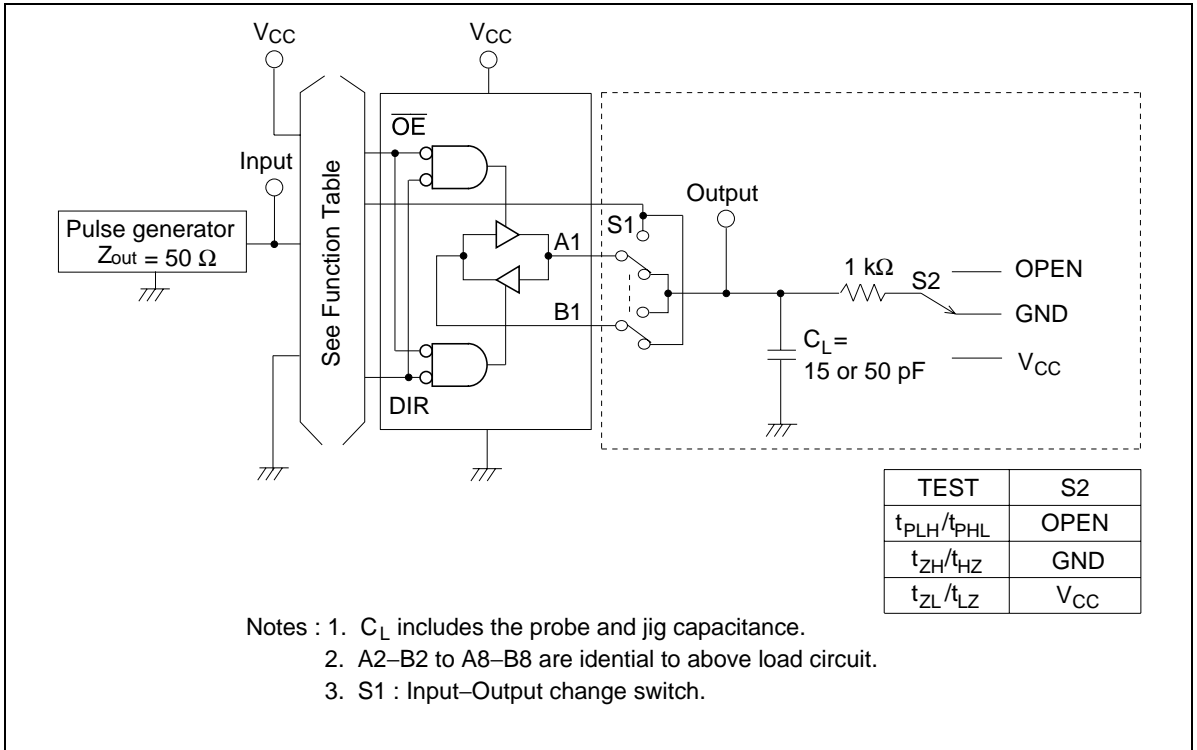 VCC
VCC
OE
Input
Pulse generator
Zout = 50 Ω
See Function Table
DIR
A1
B1
S1
Output
1 kΩ
S2
OPEN
GND
VCC
CL=
15 or 50 pF
TEST S2
tPLH/tPHL OPEN
tZH/tHZ GND
tZL/tLZ VCC
Notes : 1. CL includes the probe and jig capacitance.
2. A2–B2 to A8–B8 are idential to above load circuit.
3. S1 : Input–Output change switch.